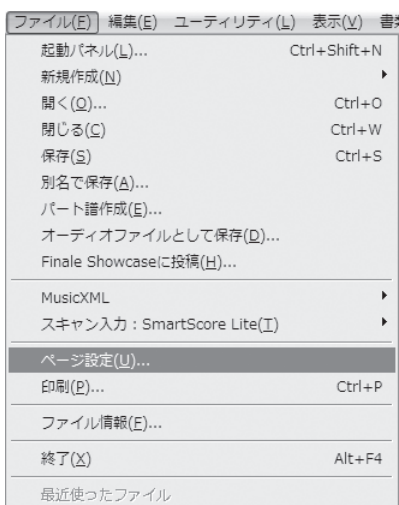 ファイル(F) 編集(E) ユーティリティ(L) 表示(V) 書
起動パネル(L)... Ctrl+Shift+N
新規作成(N)
開く(O)... Ctrl+O
閉じる(C) Ctrl+W
保存(S) Ctrl+S
別名で保存(A)...
パート譜作成(E)...
オーディオファイルとして保存(D)...
Finale Showcaseに投稿(H)...
MusicXML
スキャン入力：SmartScore Lite(T)
ページ設定(U)...
印刷(P)... Ctrl+P
ファイル情報(F)...
終了(X) Alt+F4
最近使ったファイル